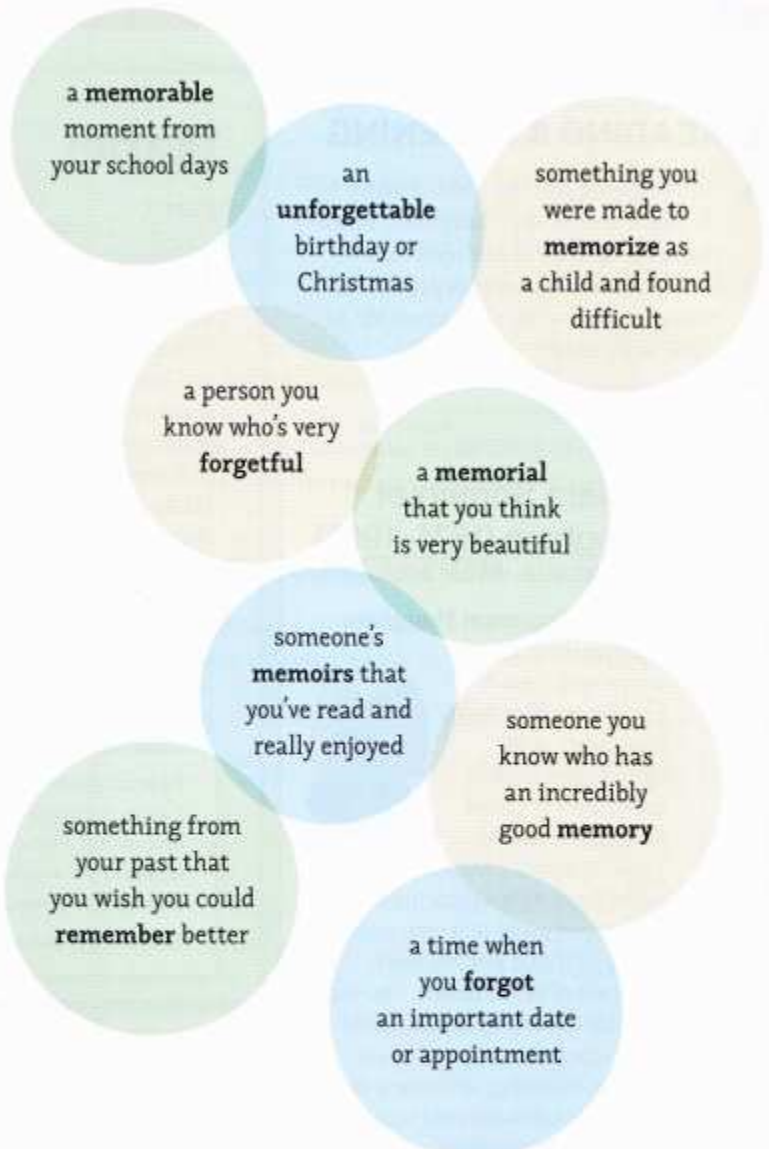 a memorable
moment from
your school days
an
unforgettable
birthday or
Christmas
something you
were made to
memorize as
a child and found
difficult
a person you
know who's very
forgetful
a memorial
that you think
is very beautiful
someone's
memoirs that
you've read and
really enjoyed
someone you
know who has
an incredibly
good memory
something from
your past that
you wish you could
remember better
a time when
you forgot
an important date
or appointment